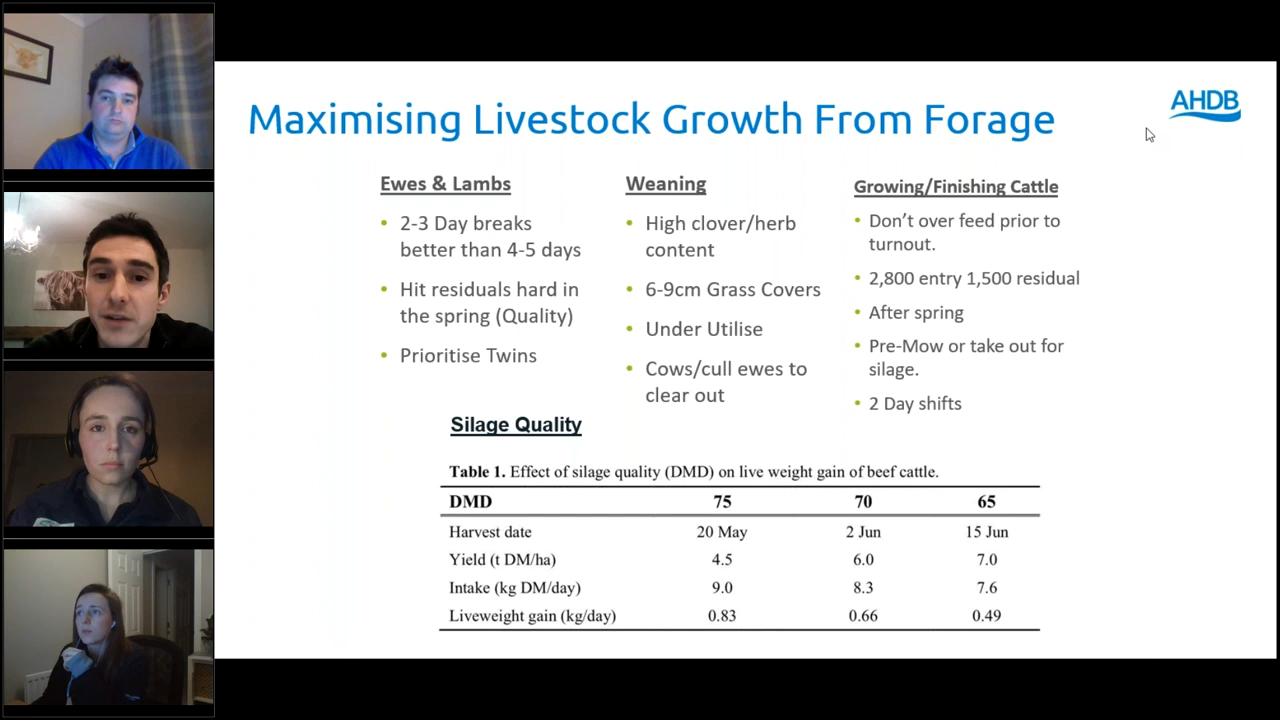 Maximising Livestock Growth From Forage
AHDB
Ewes & Lambs
• 2-3 Day breaks
better than 4-5 days
• Hit residuals hard in
the spring (Quality)
• Prioritise Twins
Weaning
• High clover/herb
content
• 6-9cm Grass Covers
• Under Utilise
• Cows/cull ewes to
clear out
Growing/Finishing Cattle
• Don’t over feed prior to
turnout.
• 2,800 entry 1,500 residual
• After spring
• Pre-Mow or take out for
silage.
• 2 Day shifts
Silage Quality
Table 1. Effect of silage quality (DMD) on live weight gain of beef cattle.
DMD 75 70 65
Harvest date 20 May 2 Jun 15 Jun
Yield (t DM/ha) 4.5 6.0 7.0
Intake (kg DM/day) 9.0 8.3 7.6
Liveweight gain (kg/day) 0.83 0.66 0.49